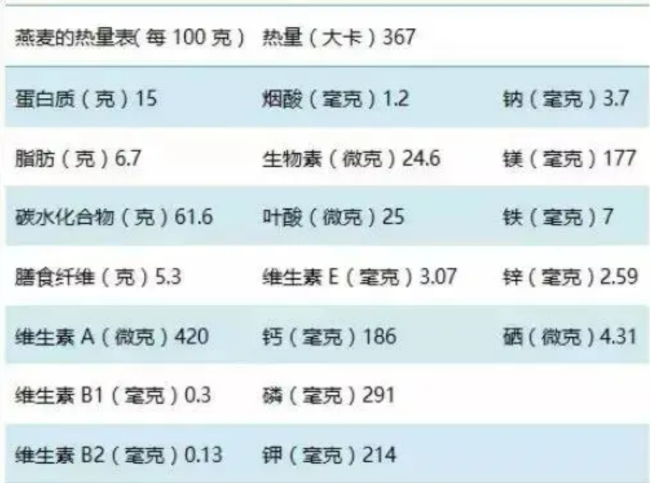 燕麦的热量表(每 100 克) 热量(大卡)367
蛋白质(克)15 烟酸(毫克)1.2 钠(毫克)3.7
脂肪(克)6.7 生物素(微克)24.6 镁(毫克)177
碳水化合物(克)61.6 叶酸(微克)25 铁(毫克)7
膳食纤维(克)5.3 维生素 E(毫克)3.07 锌(毫克)2.59
维生素 A(微克)420 钙(毫克)186 硒(微克)4.31
维生素 B1(毫克)0.3 磷(毫克)291
维生素 B2(毫克)0.13 钾(毫克)214